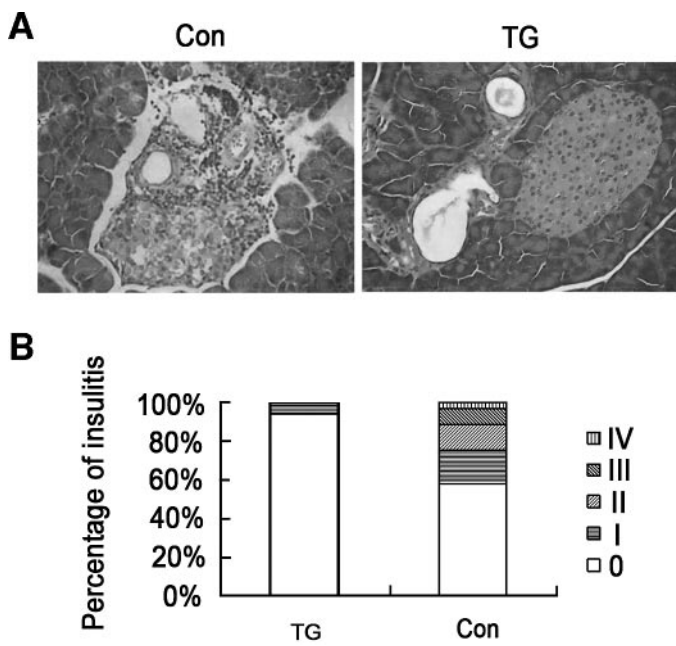 A
Con
TG
B
Percentage of insulitis
100%
80%
60%
40%
20%
0%
TG
Con
IV
III
II
I
0